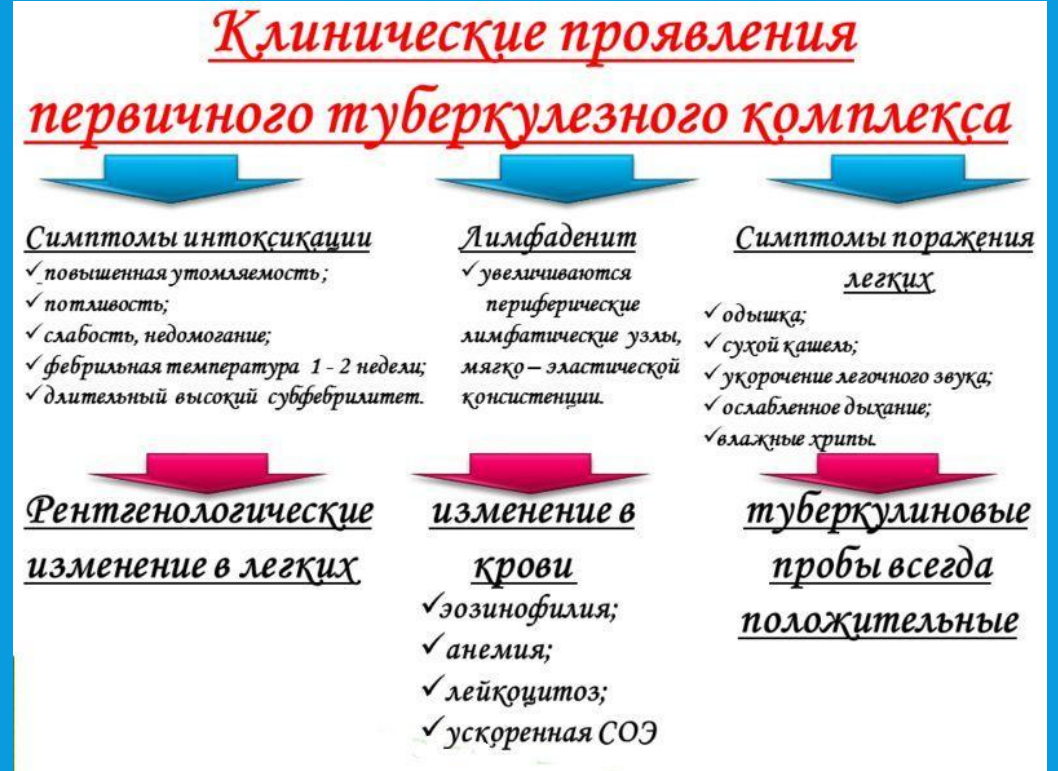 Клинические проявления
первичного туберкулезного комплекса
Симптомы интоксикации
✓повышенная утомляемость;
✓потливость;
✓слабость, недомогание;
✓фебрильная температура 1 - 2 недели;
✓длительный высокий субфебрилитет.
Лимфаденит
✓увеличиваются
периферические
лимфатические узлы,
мягко – эластической
консистенции.
Симптомы поражения
легких
✓одышка;
✓сухой кашель;
✓укорочение легочного звука;
✓ослабленное дыхание;
✓влажные хрипы.
Рентгенологические
изменение в легких
изменение в
крови
✓эозинофилия;
✓анемия;
✓лейкоцитоз;
✓ускоренная СОЭ
туберкулиновые
пробы всегда
положительные